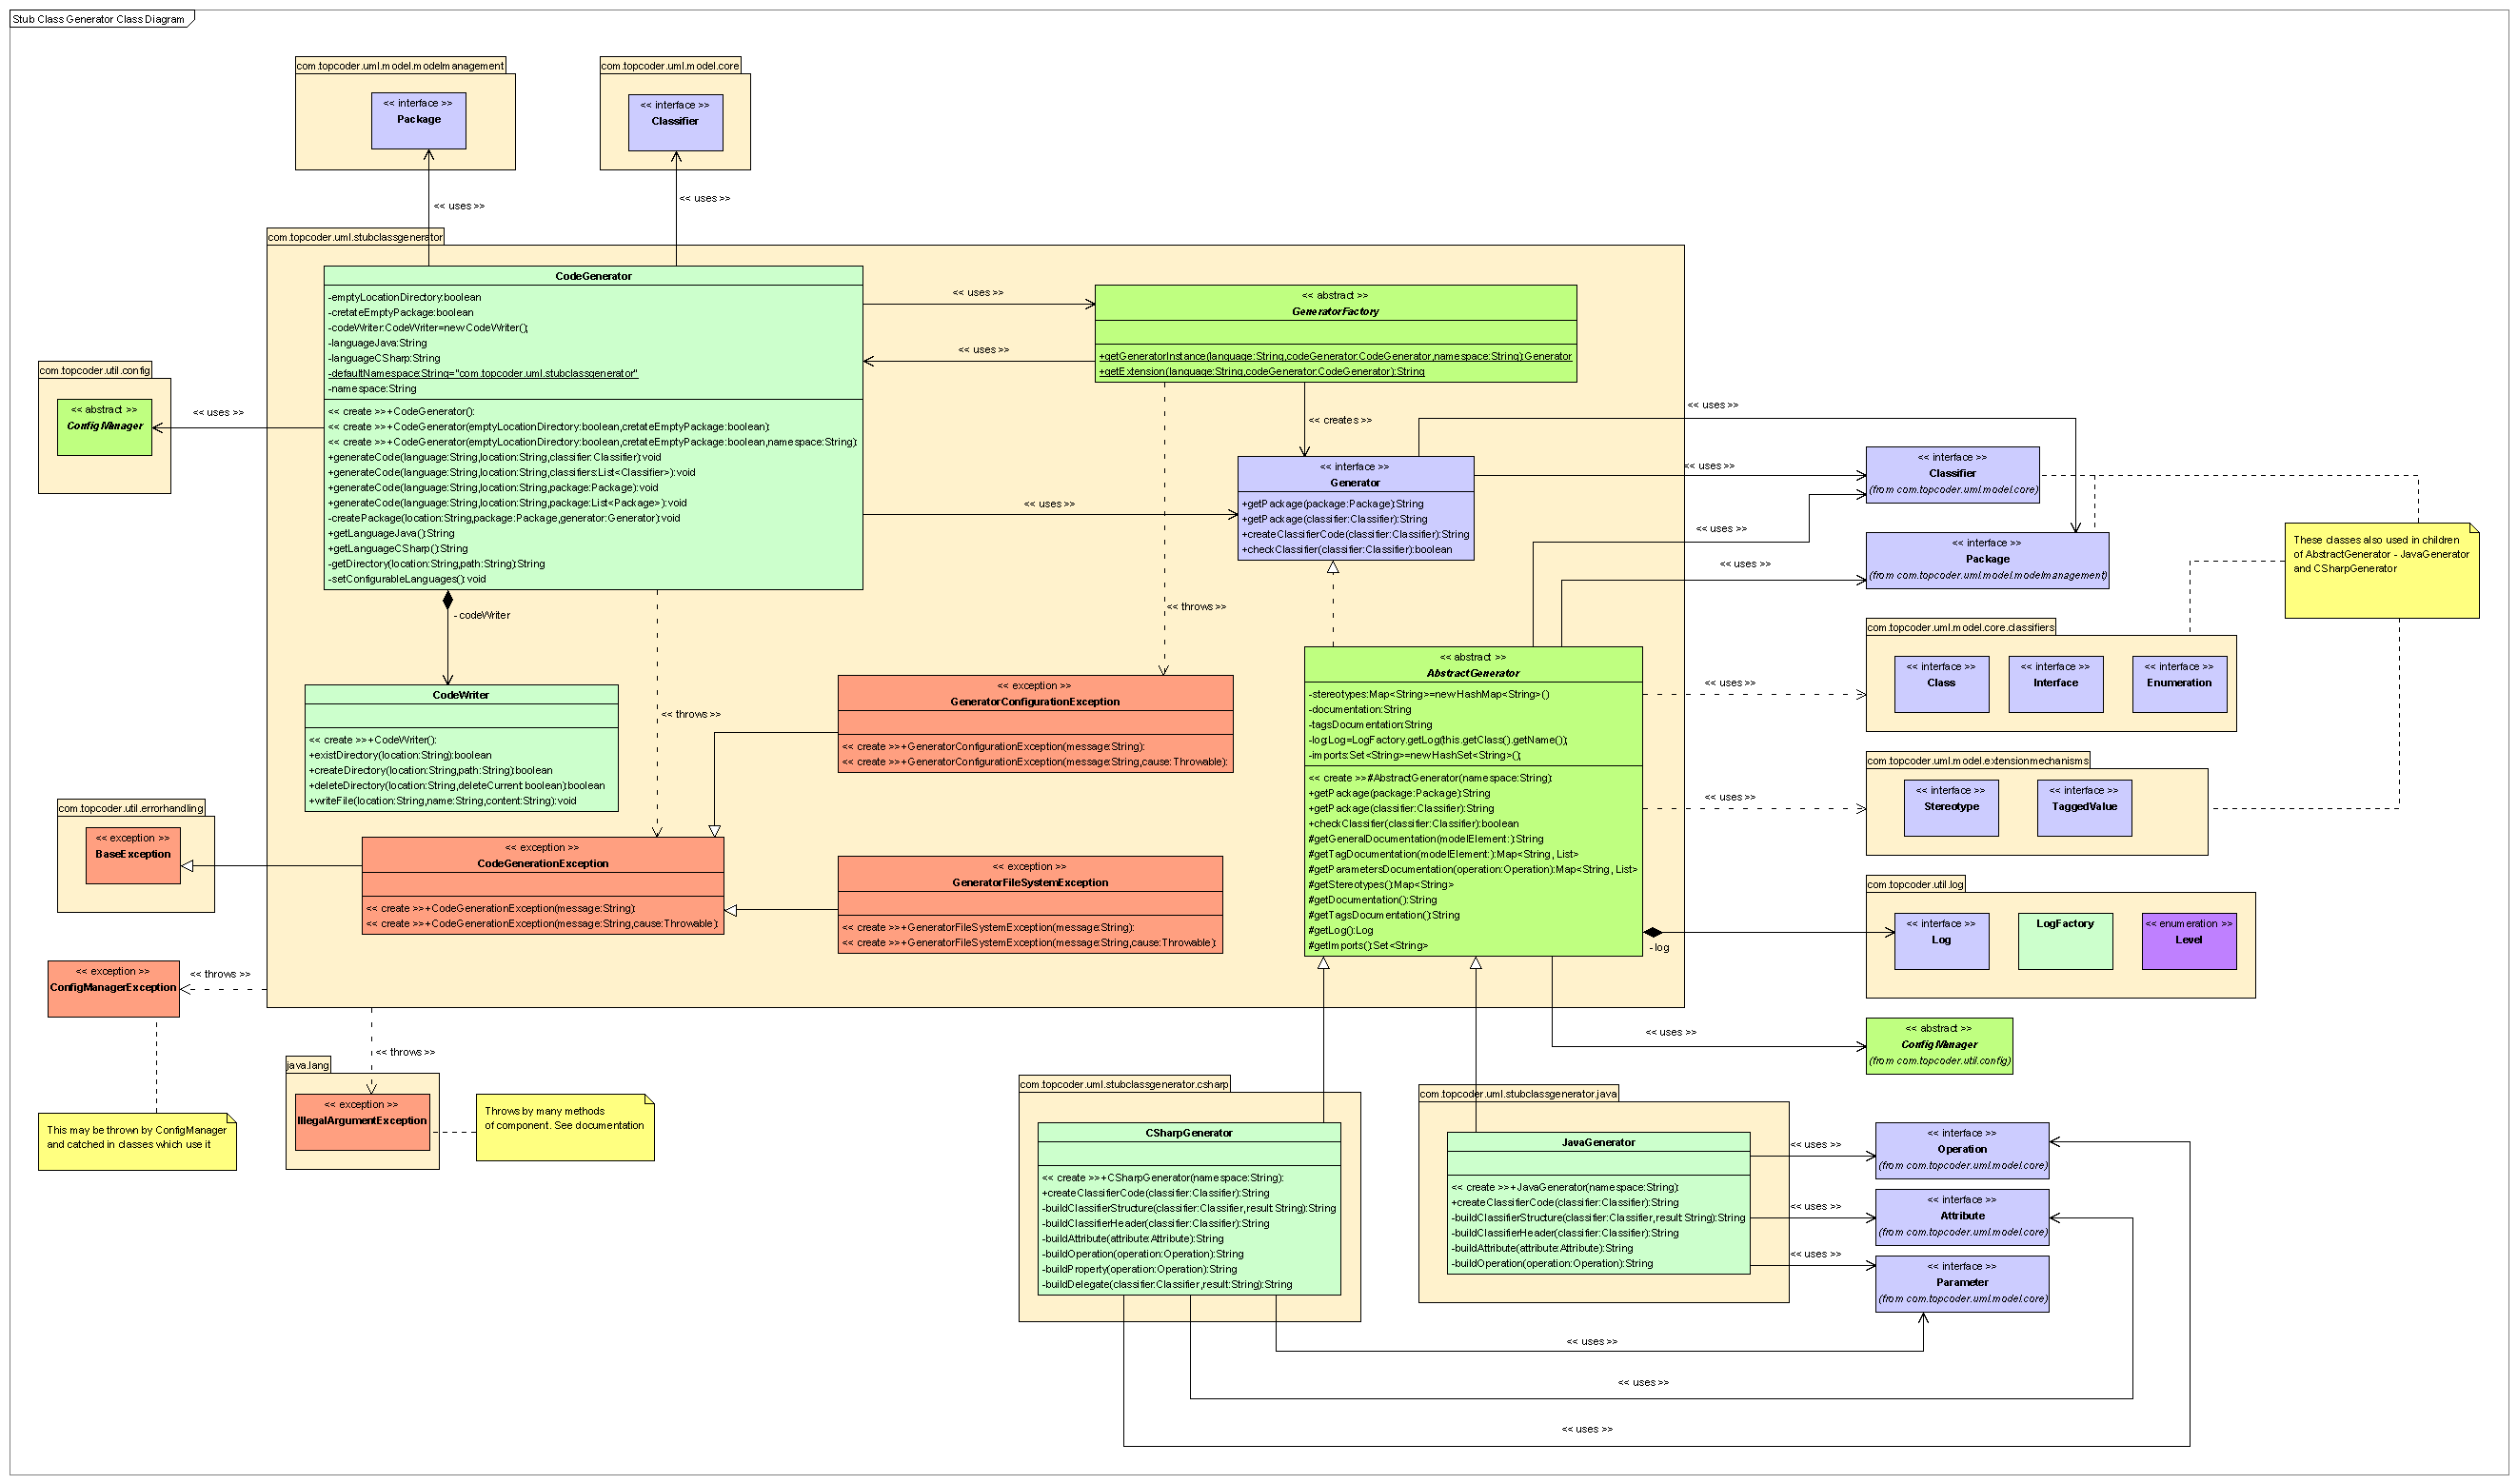 Stub Class Generator Class Diagram
com.topcoder.uml.model.modelmanagement
<< interface >>
Package
com.topcoder.uml.model.core
<< interface >>
Classifier
<< uses >>
<< uses >>
com.topcoder.uml.stubclassgenerator
CodeGenerator
-emptyLocationDirectory:boolean
-cretateEmptyPackage:boolean
-codeWriter:CodeWriter=new CodeWriter();
-languageJava:String
-languageCSharp:String
-defaultNamespace:String="com.topcoder.uml.stubclassgenerator"
-namespace:String
<< create >>+CodeGenerator():
<< create >>+CodeGenerator(emptyLocationDirectory:boolean,cretateEmptyPackage:boolean):
<< create >>+CodeGenerator(emptyLocationDirectory:boolean,cretateEmptyPackage:boolean,namespace:String):
+generateCode(language:String,location:String,classifier:Classifier):void
+generateCode(language:String,location:String,classifiers:List<Classifier>):void
+generateCode(language:String,location:String,package:Package):void
+generateCode(language:String,location:String,package:List<Package>):void
-createPackage(location:String,package:Package,generator:Generator):void
+getLanguageJava():String
+getLanguageCSharp():String
-getDirectory(location:String,path:String):String
-setConfigurableLanguages():void
<< uses >>
<< uses >>
<< abstract >>
GeneratorFactory
+getGeneratorInstance(language:String,codeGenerator:CodeGenerator,namespace:String):Generator
+getExtension(language:String,codeGenerator:CodeGenerator):String
com.topcoder.util.config
<< abstract >>
ConfigManager
<< uses >>
<< creates >>
<< uses >>
<< uses >>
<< uses >>
<< interface >>
Generator
+getPackage(package:Package):String
+getPackage(classifier:Classifier):String
+createClassifierCode(classifier:Classifier):String
+checkClassifier(classifier:Classifier):boolean
<< interface >>
Classifier
(from com.topcoder.uml.model.core)
<< uses >>
<< interface >>
Package
(from com.topcoder.uml.model.modelmanagement)
<< uses >>
These classes also used in children
of AbstractGenerator - JavaGenerator
and CSharpGenerator
- codeWriter
<< throws >>
<< throws >>
com.topcoder.uml.model.core.classifiers
<< interface >>
Class
<< interface >>
Interface
<< interface >>
Enumeration
<< uses >>
CodeWriter
<< create >>+CodeWriter():
+existDirectory(location:String):boolean
+createDirectory(location:String,path:String):boolean
+deleteDirectory(location:String,deleteCurrent:boolean):boolean
+writeFile(location:String,name:String,content:String):void
<< exception >>
GeneratorConfigurationException
<< create >>+GeneratorConfigurationException(message:String):
<< create >>+GeneratorConfigurationException(message:String,cause:Throwable):
<< abstract >>
AbstractGenerator
-stereotypes:Map<String>=new HashMap<String>()
-documentation:String
-tagsDocumentation:String
-log:Log=LogFactory.getLog(this.getClass().getName());
-imports:Set<String>=new HashSet<String>();
<< create >>#AbstractGenerator(namespace:String):
+getPackage(package:Package):String
+getPackage(classifier:Classifier):String
+checkClassifier(classifier:Classifier):boolean
#getGeneralDocumentation(modelElement:):String
#getTagDocumentation(modelElement:):Map<String, List>
#getParametersDocumentation(operation:Operation):Map<String, List>
#getStereotypes():Map<String>
#getDocumentation():String
#getTagsDocumentation():String
#getLog():Log
#getImports():Set<String>
com.topcoder.uml.model.extensionmechanisms
<< interface >>
Stereotype
<< interface >>
TaggedValue
<< uses >>
com.topcoder.util.errorhandling
<< exception >>
BaseException
<< exception >>
CodeGenerationException
<< create >>+CodeGenerationException(message:String):
<< create >>+CodeGenerationException(message:String,cause:Throwable):
<< exception >>
GeneratorFileSystemException
<< create >>+GeneratorFileSystemException(message:String):
<< create >>+GeneratorFileSystemException(message:String,cause:Throwable):
com.topcoder.util.log
<< interface >>
Log
LogFactory
<< enumeration >>
Level
-log
<< exception >>
ConfigManagerException
<< throws >>
<< throws >>
<< uses >>
<< abstract >>
ConfigManager
(from com.topcoder.util.config)
This may be thrown by ConfigManager
and catched in classes which use it
java.lang
<< exception >>
IllegalArgumentException
Throws by many methods
of component. See documentation
com.topcoder.uml.stubclassgenerator.csharp
CSharpGenerator
<< create >>+CSharpGenerator(namespace:String):
+createClassifierCode(classifier:Classifier):String
-buildClassifierStructure(classifier:Classifier,result:String):String
-buildClassifierHeader(classifier:Classifier):String
-buildAttribute(attribute:Attribute):String
-buildOperation(operation:Operation):String
-buildProperty(operation:Operation):String
-buildDelegate(classifier:Classifier,result:String):String
com.topcoder.uml.stubclassgenerator.java
JavaGenerator
<< create >>+JavaGenerator(namespace:String):
+createClassifierCode(classifier:Classifier):String
-buildClassifierStructure(classifier:Classifier,result:String):String
-buildClassifierHeader(classifier:Classifier):String
-buildAttribute(attribute:Attribute):String
-buildOperation(operation:Operation):String
<< uses >>
<< interface >>
Operation
(from com.topcoder.uml.model.core)
<< uses >>
<< interface >>
Attribute
(from com.topcoder.uml.model.core)
<< uses >>
<< interface >>
Parameter
(from com.topcoder.uml.model.core)
<< uses >>
<< uses >>
<< uses >>